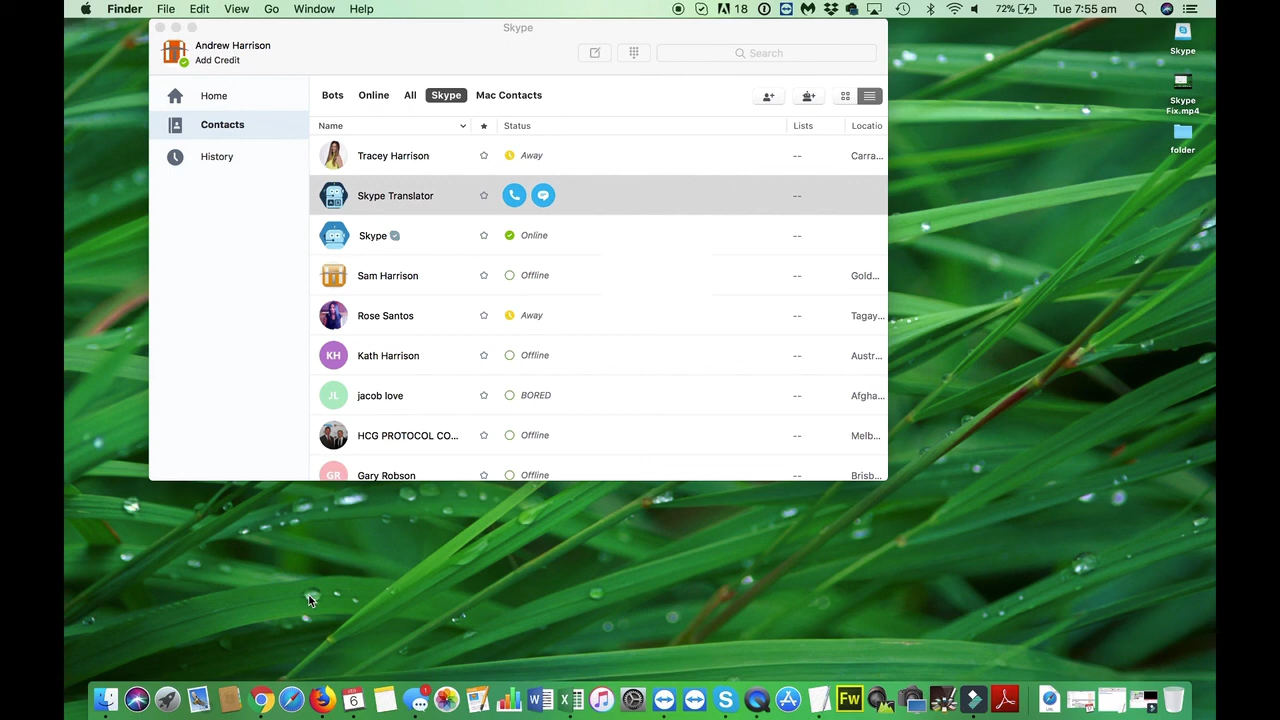 Finder File Edit View Go Window Help 18 72% Tue 7:55 am
Skype
Andrew Harrison
Add Credit
Search
Home
Contacts
History
Bots Online All Skype Mac Contacts
Name Status Lists Locatio
Tracey Harrison Away -- Carra...
Skype Translator --
Skype Online --
Sam Harrison Offline -- Gold...
Rose Santos Away -- Tagay...
KH Kath Harrison Offline -- Austr...
JL jacob love BORED -- Afgha...
HCG PROTOCOL CO... Offline -- Melb...
GR Gary Robson Offline -- Brisb...
Skype
Skype
Fix.mp4
folder
6
1
Fw